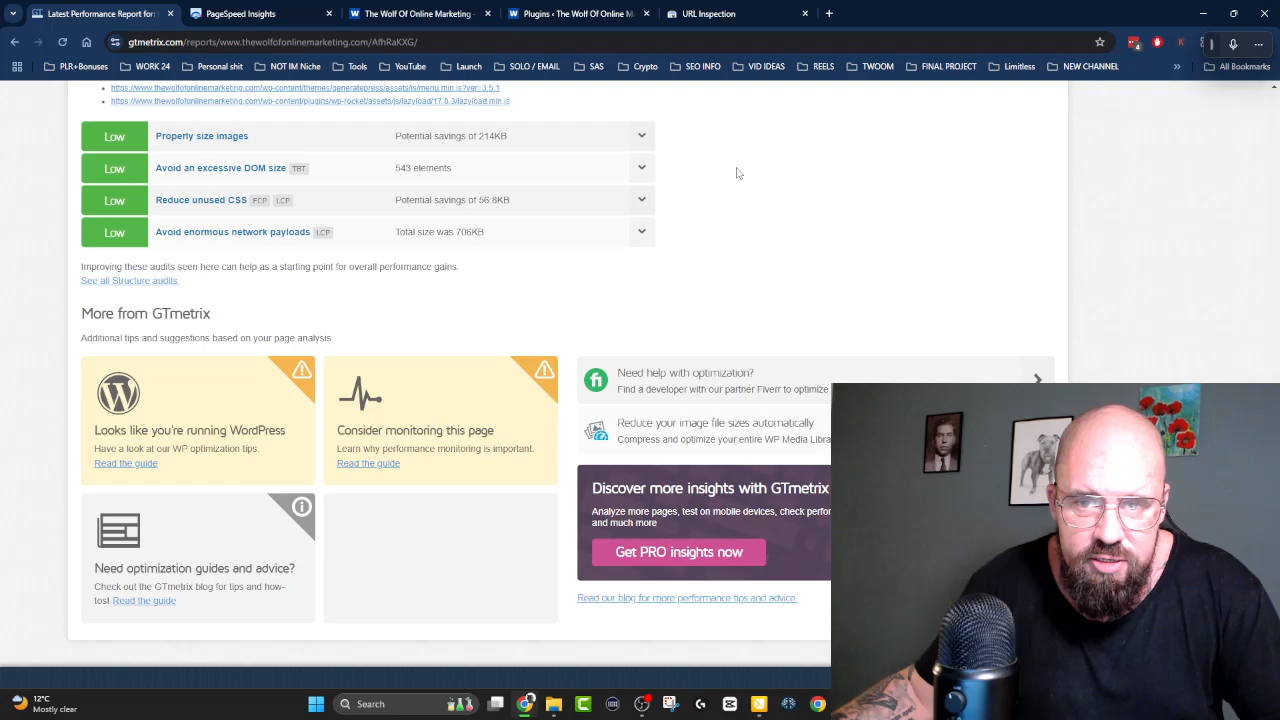 Latest Performance Report for:
PageSpeed Insights
The Wolf Of Online Marketing -
Plugins ‹ The Wolf Of Online M
URL Inspection
gtmetrix.com/reports/www.thewolfofonlinemarketing.com/AfhRaKXG/
PLR+Bonuses
WORK 24
Personal shit
NOT IM Niche
Tools
YouTube
Launch
SOLO / EMAIL
SAS
Crypto
SEO INFO
VID IDEAS
REELS
TWOOM
FINAL PROJECT
Limitless
NEW CHANNEL
All Bookmarks
https://www.thewolfofonlinemarketing.com/wp-content/themes/generatepress/assets/js/menu.min.js?ver=3.5.1
https://www.thewolfofonlinemarketing.com/wp-content/plugins/wp-rocket/assets/js/lazyload/17.8.3/lazyload.min.js
Low Properly size images Potential savings of 214KB
Low Avoid an excessive DOM size TBT 543 elements
Low Reduce unused CSS FCP LCP Potential savings of 56.8KB
Low Avoid enormous network payloads LCP Total size was 706KB
Improving these audits seen here can help as a starting point for overall performance gains.
See all Structure audits.
More from GTmetrix
Additional tips and suggestions based on your page analysis.
Looks like you're running WordPress
Have a look at our WP optimization tips.
Read the guide
Consider monitoring this page
Learn why performance monitoring is important.
Read the guide
Need help with optimization?
Find a developer with our partner Fiverr to optimize
Reduce your image file sizes automatically
Compress and optimize your entire WP Media Libra
Need optimization guides and advice?
Check out the GTmetrix blog for tips and how-
tos! Read the guide
Discover more insights with GTmetrix
Analyze more pages, test on mobile devices, check perfor
and much more
Get PRO insights now
Read our blog for more performance tips and advice.
12°C
Mostly clear
Search